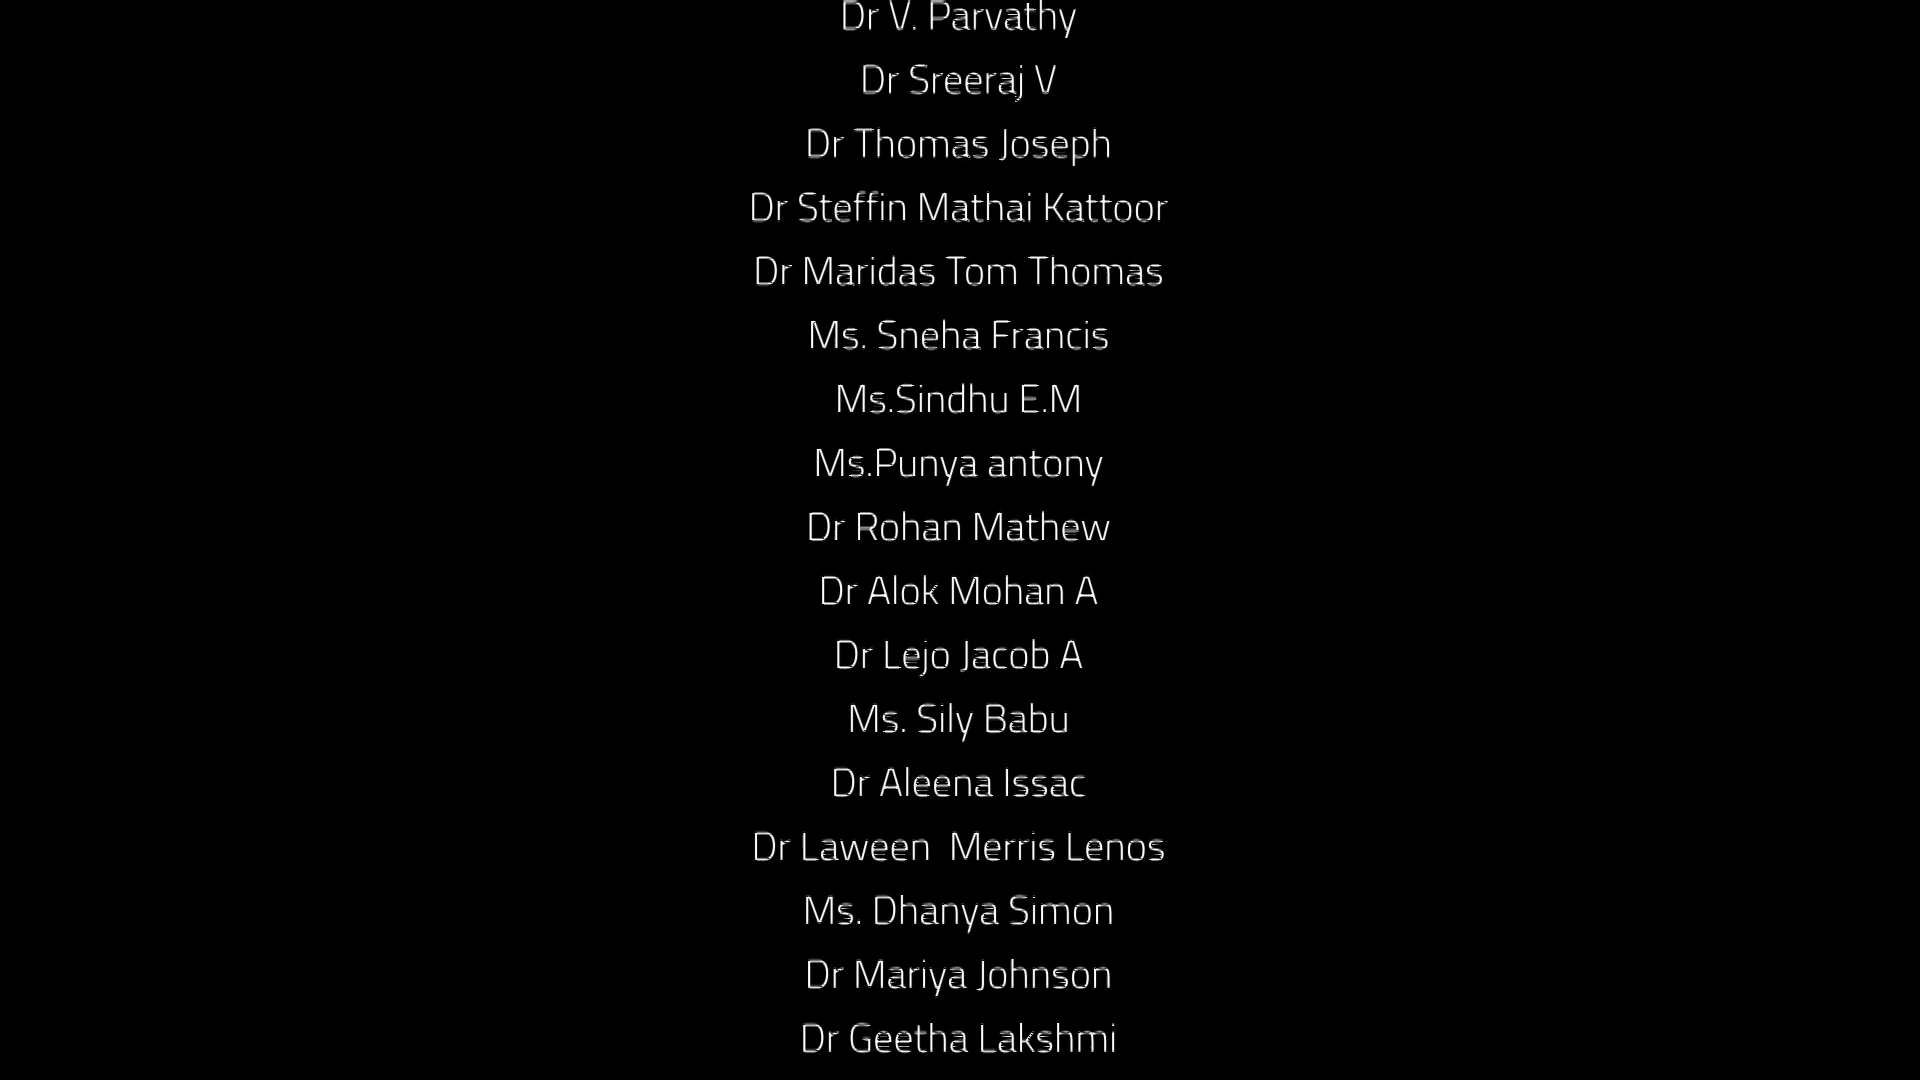 Dr V. Parvathy
Dr Sreeraj V
Dr Thomas Joseph
Dr Steffin Mathai Kattoor
Dr Maridas Tom Thomas
Ms. Sneha Francis
Ms.Sindhu E.M
Ms.Punya antony
Dr Rohan Mathew
Dr Alok Mohan A
Dr Lejo Jacob A
Ms. Sily Babu
Dr Aleena Issac
Dr Laween  Merris Lenos
Ms. Dhanya Simon
Dr Mariya Johnson
Dr Geetha Lakshmi